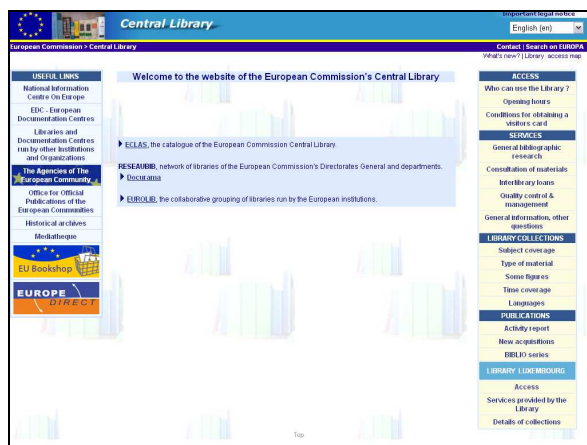 Important legal notice
Central Library
English (en)
European Commission > Central Library
Contact | Search on EUROPA
What's new? | Library access map
USEFUL LINKS
National Information
Centre On Europe
EDC - European
Documentation Centres
Libraries and
Documentation Centres
run by other Institutions
and Organizations
The Agencies of The
European Community
Office for Official
Publications of the
European Communities
Historical archives
Mediatheque
EU Bookshop
EUROPE
DIRECT
Welcome to the website of the European Commission's Central Library
ECLAS, the catalogue of the European Commission Central Library.
RESEAUBIB, network of libraries of the European Commission's Directorates General and departments.
Docurama
EUROLIB, the collaborative grouping of libraries run by the European institutions.
Top
ACCESS
Who can use the Library ?
Opening hours
Conditions for obtaining a
visitors card
SERVICES
General bibliographic
research
Consultation of materials
Interlibrary loans
Quality control &
management
General information, other
questions
LIBRARY COLLECTIONS
Subject coverage
Type of material
Some figures
Time coverage
Languages
PUBLICATIONS
Activity report
New acquisitions
BIBLIO series
LIBRARY LUXEMBOURG
Access
Services provided by the
Library
Details of collections